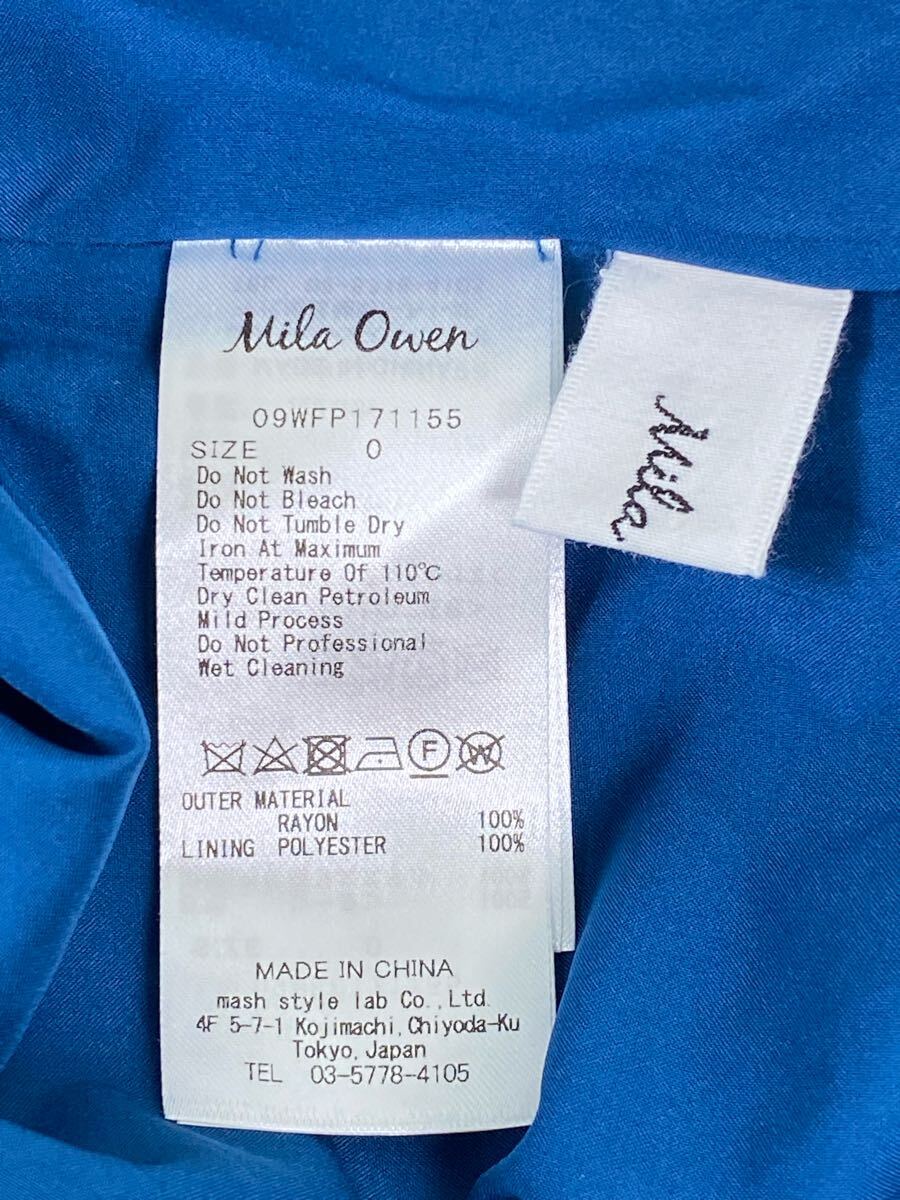 Mila Owen
09WFP171155
SIZE 0
Do Not Wash
Do Not Bleach
Do Not Tumble Dry
Iron At Maximum
Temperature Of 110℃
Dry Clean Petroleum
Mild Process
Do Not Professional
Wet Cleaning
F W
OUTER MATERIAL
RAYON 100%
LINING POLYESTER 100%
MADE IN CHINA
mash style lab Co.,Ltd.
4F 5-7-1 Kojimachi,Chiyoda-Ku
Tokyo,Japan
TEL 03-5778-4105
Mila